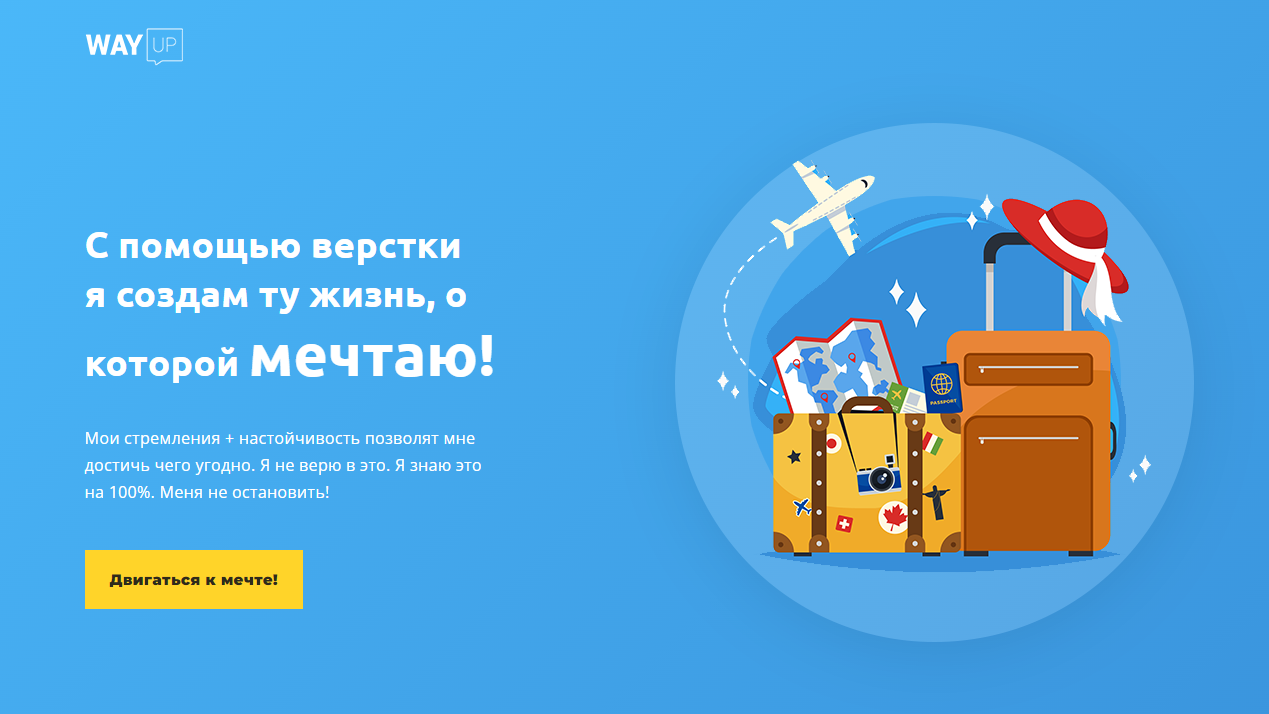 WAY UP
С помощью верстки
я создам ту жизнь, о
которой мечтаю!
Мои стремления + настойчивость позволят мне
достичь чего угодно. Я не верю в это. Я знаю это
на 100%. Меня не остановить!
Двигаться к мечте!
PASSPORT